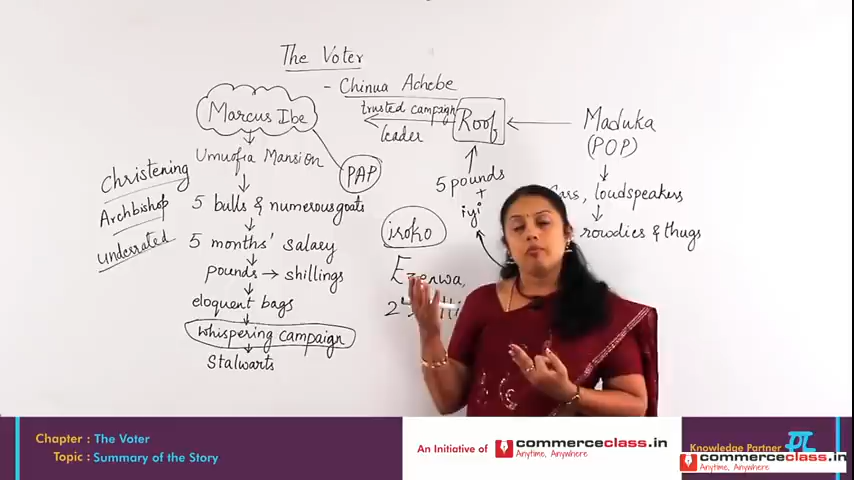 The Voter
- Chinua Achebe
Marcus Ibe
Umuofia Mansion
PAP
5 bulls & numerous goats
5 months' salary
pounds → shillings
eloquent bags
whispering campaign
Stalwarts
Christening
Archbishop
underrated
trusted campaign
leader
Roof
5 pounds
+
iyi
iroko
Maduka
(POP)
loudspeakers
rowdies & thugs
Chapter : The Voter
Topic : Summary of the Story
An Initiative of
commerceclass.in
Anytime, Anywhere
Knowledge Partner
commerceclass.in
Anytime, Anywhere